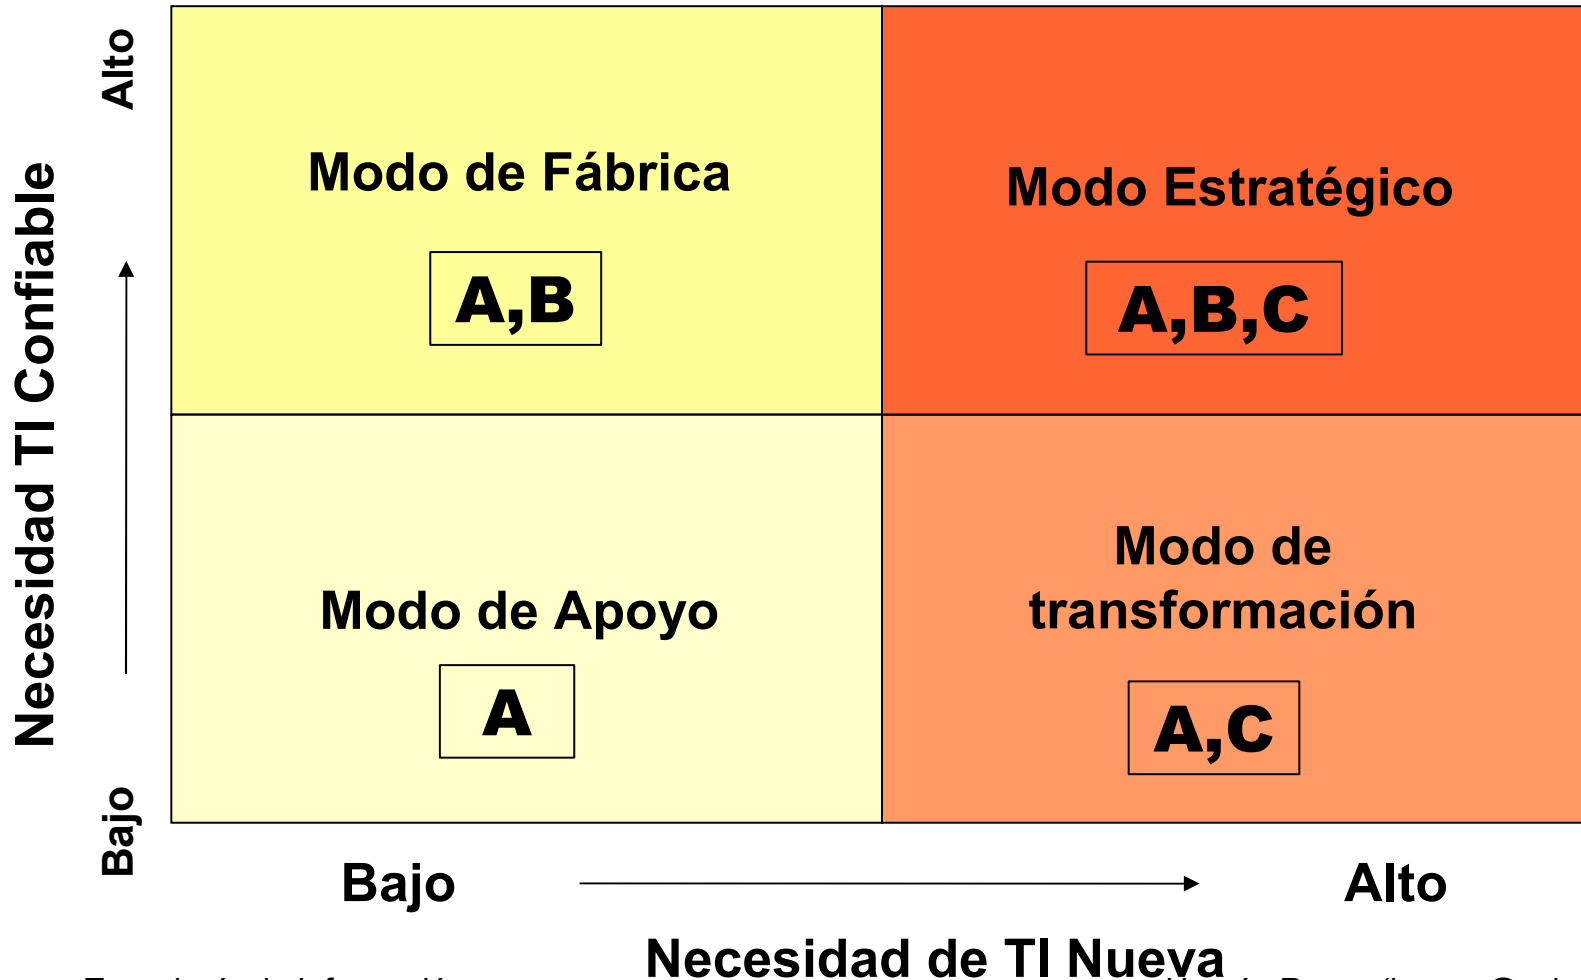 Alto
Necesidad TI Confiable
Bajo
Modo de Fábrica
A,B
Modo Estratégico
A,B,C
Modo de Apoyo
A
Modo de
transformación
A,C
Bajo
Alto
Necesidad de TI Nueva